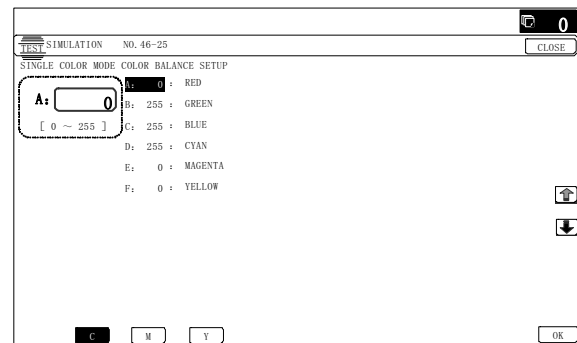 0
TEST SIMULATION NO. 46-25
CLOSE
SINGLE COLOR MODE COLOR BALANCE SETUP
A: 0
[ 0 ~ 255 ]
A: 0 : RED
B: 255 : GREEN
C: 255 : BLUE
D: 255 : CYAN
E: 0 : MAGENTA
F: 0 : YELLOW
C M Y
OK